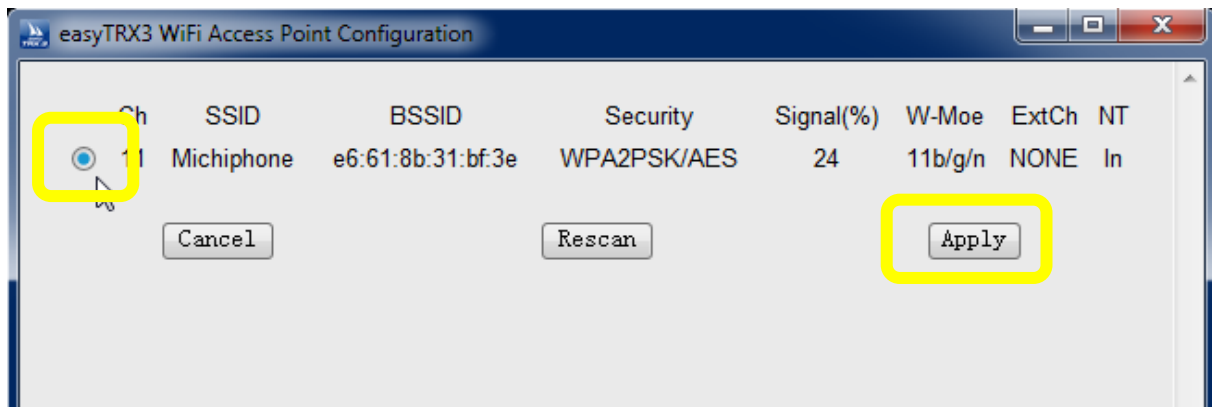 easyTRX3 WiFi Access Point Configuration
Ch SSID BSSID Security Signal(%) W-Moe ExtCh NT
11 Michiphone e6:61:8b:31:bf:3e WPA2PSK/AES 24 11b/g/n NONE In
Cancel Rescan Apply